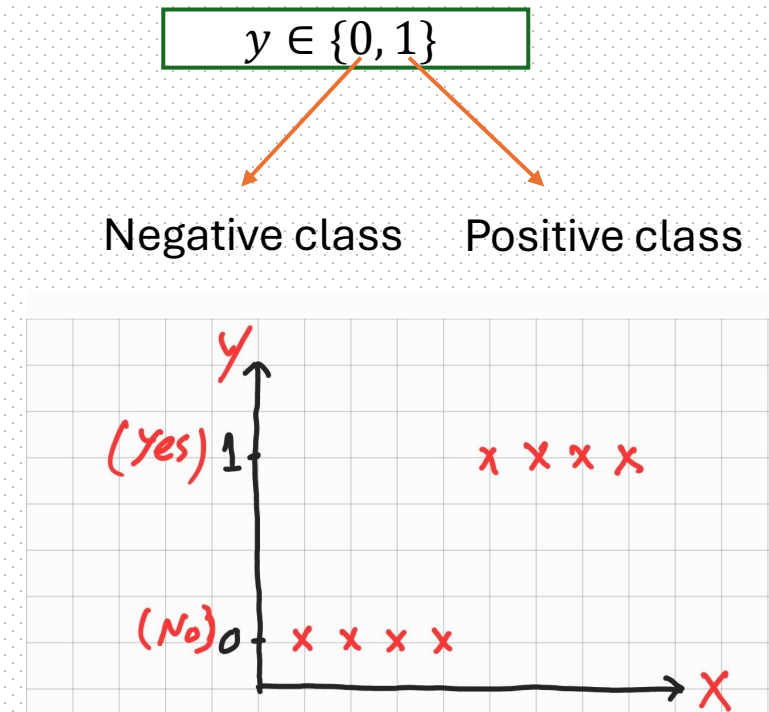 y ∈ {0, 1}
Negative class Positive class
y
(Yes) 1 x x x x
(No) 0 x x x x
X